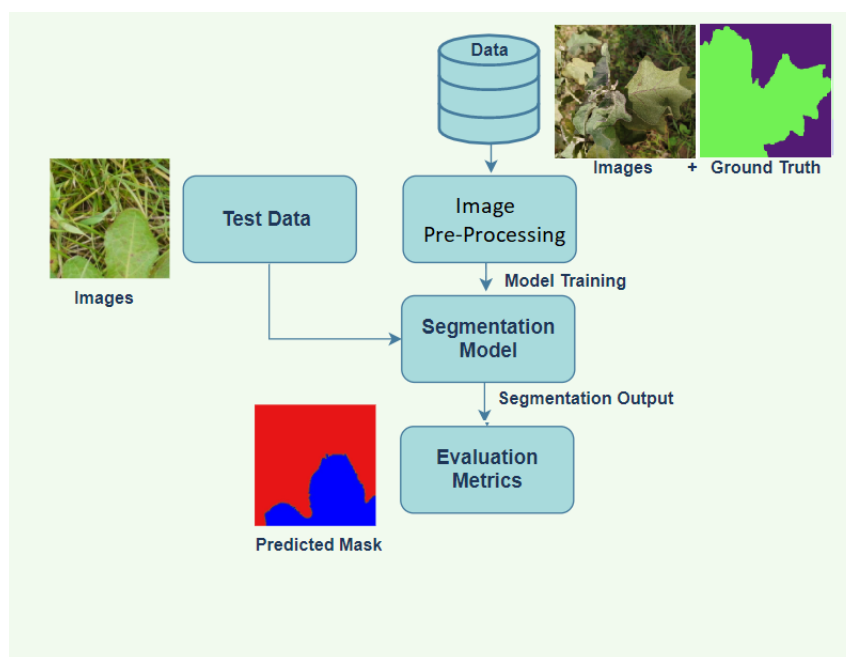 Data
Images + Ground Truth
Test Data
Image
Pre-Processing
Images
Model Training
Segmentation
Model
Segmentation Output
Evaluation
Metrics
Predicted Mask